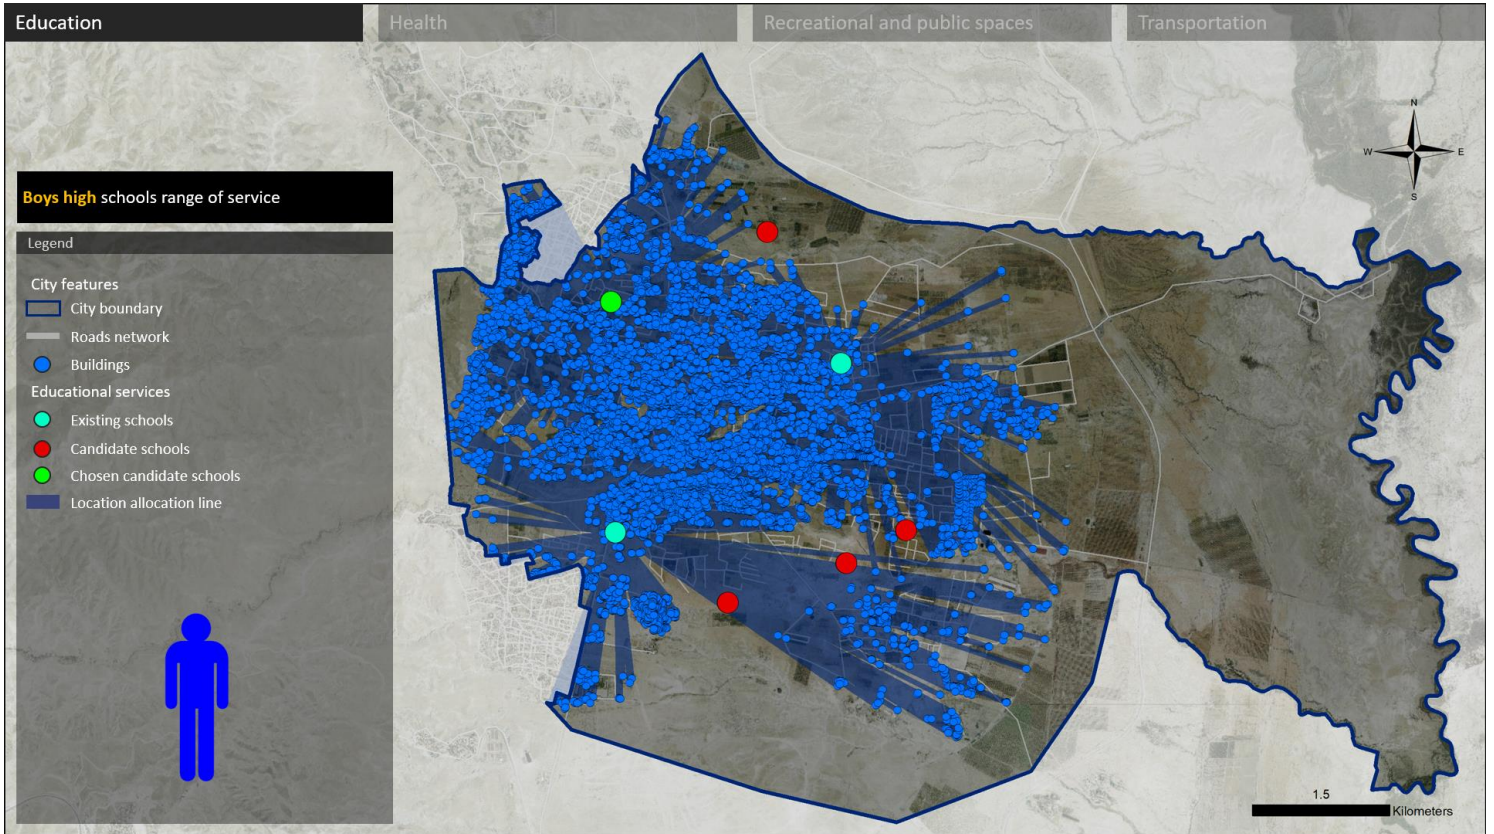 Education
Health
Recreational and public spaces
Transportation
Boys high schools range of service
Legend
City features
City boundary
Roads network
Buildings
Educational services
Existing schools
Candidate schools
Chosen candidate schools
Location allocation line
N
W
E
S
1.5
Kilometers